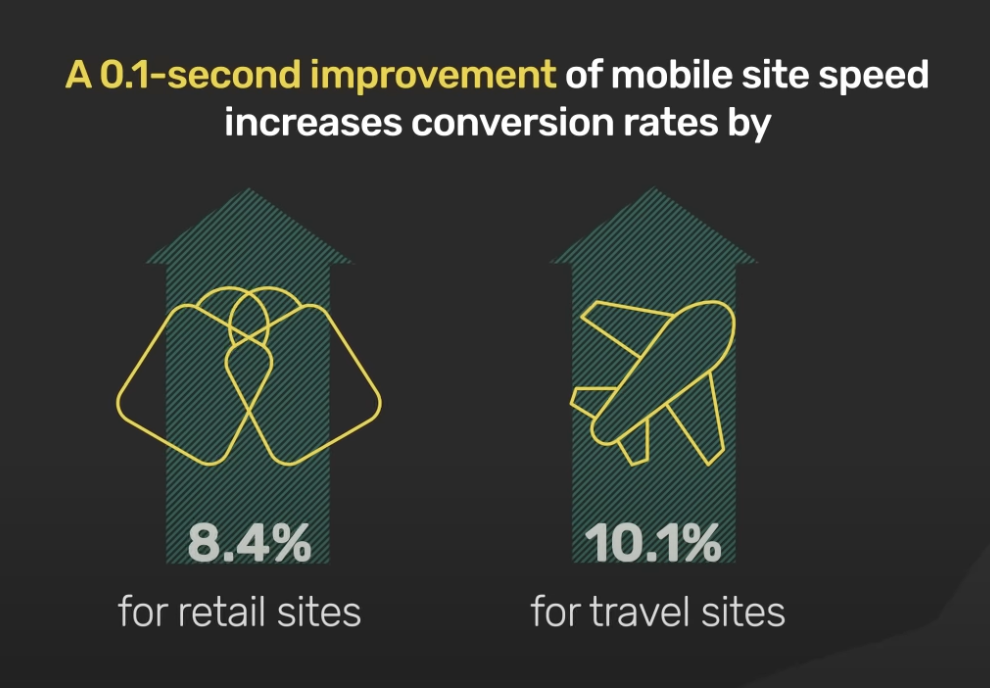 A 0.1-second improvement of mobile site speed
increases conversion rates by
8.4%
for retail sites
10.1%
for travel sites